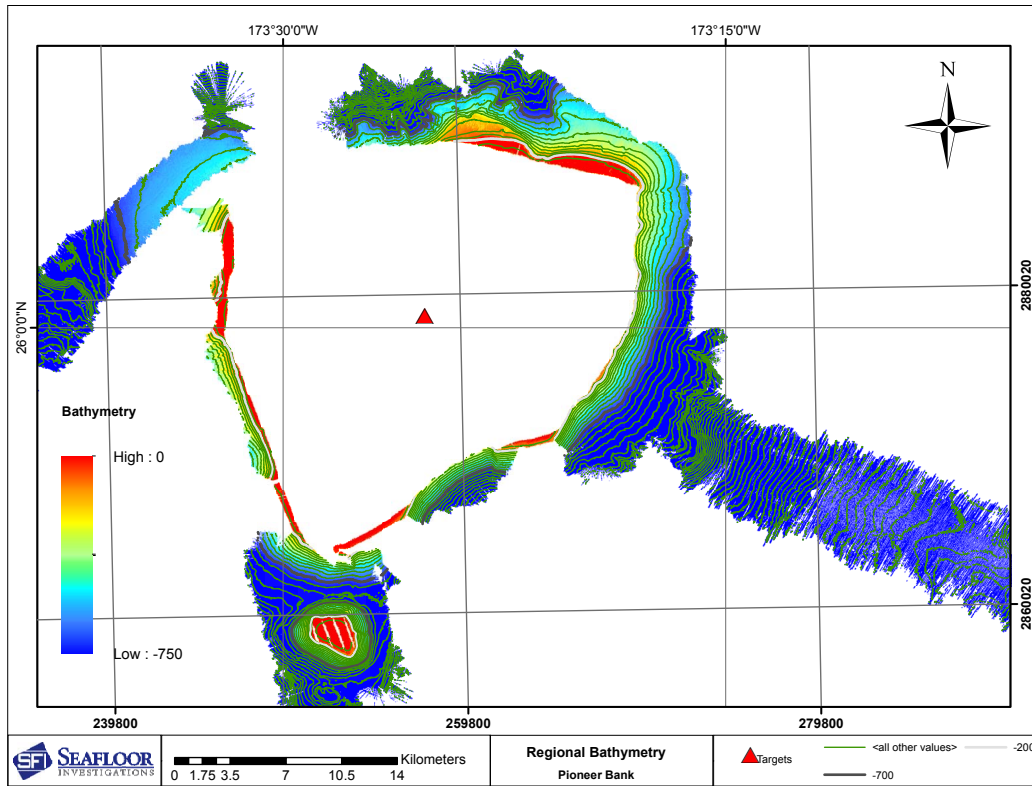 173°30'0"W
173°15'0"W
N
2880020
26°0'0"N
Bathymetry
High : 0
Low : -750
2860020
239800
259800
279800
SFI SEAFLOOR
INVESTIGATIONS
Kilometers
0 1.75 3.5 7 10.5 14
Regional Bathymetry
Pioneer Bank
Targets
<all other values>
-200
-700